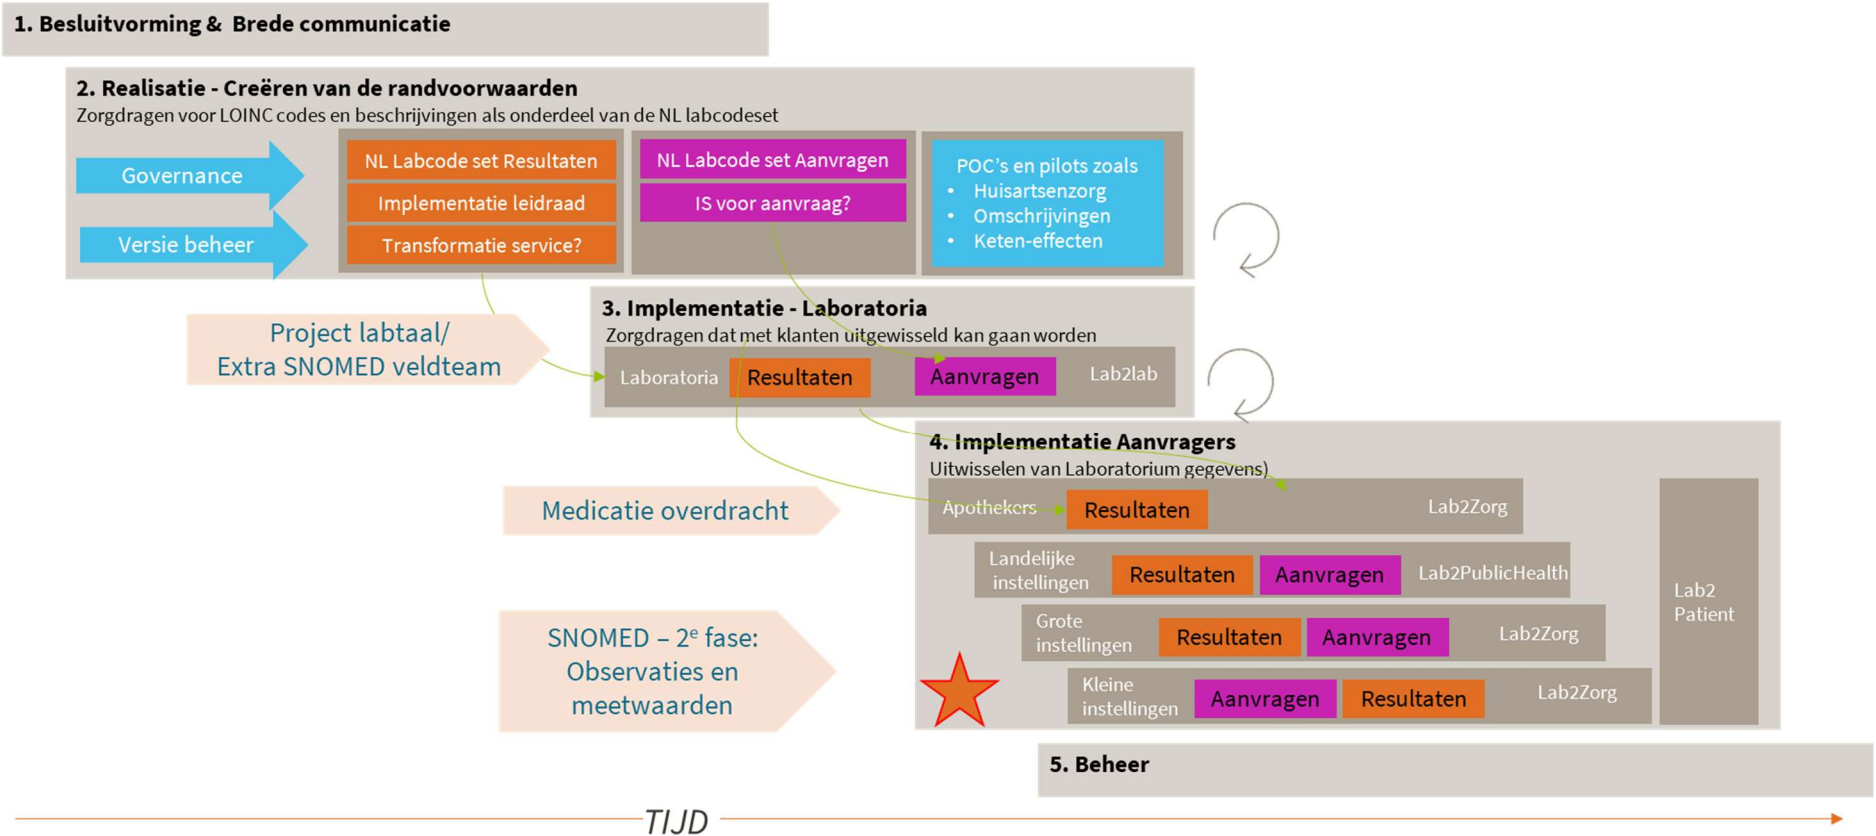 1. Besluitvorming & Brede communicatie
2. Realisatie - Creëren van de randvoorwaarden
Zorgdragen voor LOINC codes en beschrijvingen als onderdeel van de NL labcodeset
Governance
Versie beheer
NL Labcode set Resultaten
Implementatie leidraad
Transformatie service?
NL Labcode set Aanvragen
IS voor aanvraag?
POC's en pilots zoals
• Huisartsenzorg
• Omschrijvingen
• Keten-effecten
Project labtaal/
Extra SNOMED veldteam
3. Implementatie - Laboratoria
Zorgdragen dat met klanten uitgewisseld kan gaan worden
Laboratoria
Resultaten
Aanvragen
Lab2lab
4. Implementatie Aanvragers
Uitwisselen van Laboratorium gegevens)
Medicatie overdracht
Apothekers
Resultaten
Lab2Zorg
Landelijke
instellingen
Resultaten
Aanvragen
Lab2PublicHealth
Grote
instellingen
Resultaten
Aanvragen
Lab2Zorg
Kleine
instellingen
Aanvragen
Resultaten
Lab2Zorg
Lab2
Patient
SNOMED – 2e fase:
Observaties en
meetwaarden
5. Beheer
TIJD